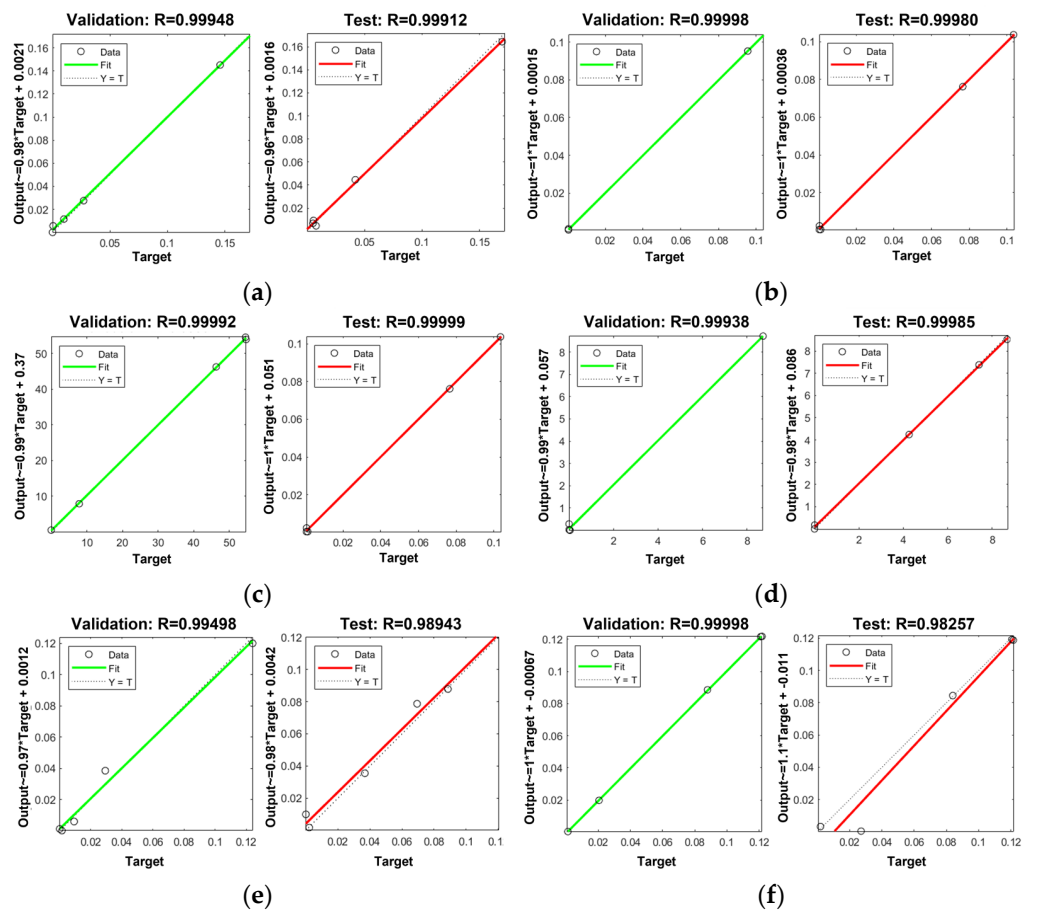 Validation: R=0.99948
Output~=0.98*Target + 0.0021
0.16
0.14
0.12
0.1
0.08
0.06
0.04
0.02
Data
Fit
Y = T
0.05
0.1
0.15
Target
Test: R=0.99912
Output~=0.96*Target + 0.0016
0.16
0.14
0.12
0.1
0.08
0.06
0.04
0.02
Data
Fit
Y = T
0.05
0.1
0.15
Target
(a)
Validation: R=0.99998
Output~=1*Target + 0.00015
0.1
0.08
0.06
0.04
0.02
Data
Fit
Y = T
0.02
0.04
0.06
0.08
0.1
Target
Test: R=0.99980
Output~=1*Target + 0.00036
0.1
0.08
0.06
0.04
0.02
Data
Fit
Y = T
0.02
0.04
0.06
0.08
0.1
Target
(b)
Validation: R=0.99992
Output~=0.99*Target + 0.37
50
40
30
20
10
Data
Fit
Y = T
10
20
30
40
50
Target
Test: R=0.99999
Output~=1*Target + 0.051
0.1
0.08
0.06
0.04
0.02
Data
Fit
Y = T
0.02
0.04
0.06
0.08
0.1
Target
(c)
Validation: R=0.99938
Output~=0.99*Target + 0.057
8
7
6
5
4
3
2
1
Data
Fit
Y = T
2
4
6
8
Target
Test: R=0.99985
Output~=0.98*Target + 0.086
8
7
6
5
4
3
2
1
Data
Fit
Y = T
2
4
6
8
Target
(d)
Validation: R=0.99498
Output~=0.97*Target + 0.0012
0.12
0.1
0.08
0.06
0.04
0.02
Data
Fit
Y = T
0.02
0.04
0.06
0.08
0.1
0.12
Target
Test: R=0.98943
Output~=0.98*Target + 0.0042
0.12
0.1
0.08
0.06
0.04
0.02
Data
Fit
Y = T
0.02
0.04
0.06
0.08
0.1
Target
(e)
Validation: R=0.99998
Output~=1*Target + -0.00067
0.12
0.1
0.08
0.06
0.04
0.02
Data
Fit
Y = T
0.02
0.04
0.06
0.08
0.1
0.12
Target
Test: R=0.98257
Output~=1.1*Target + -0.011
0.12
0.1
0.08
0.06
0.04
0.02
Data
Fit
Y = T
0.02
0.04
0.06
0.08
0.1
0.12
Target
(f)